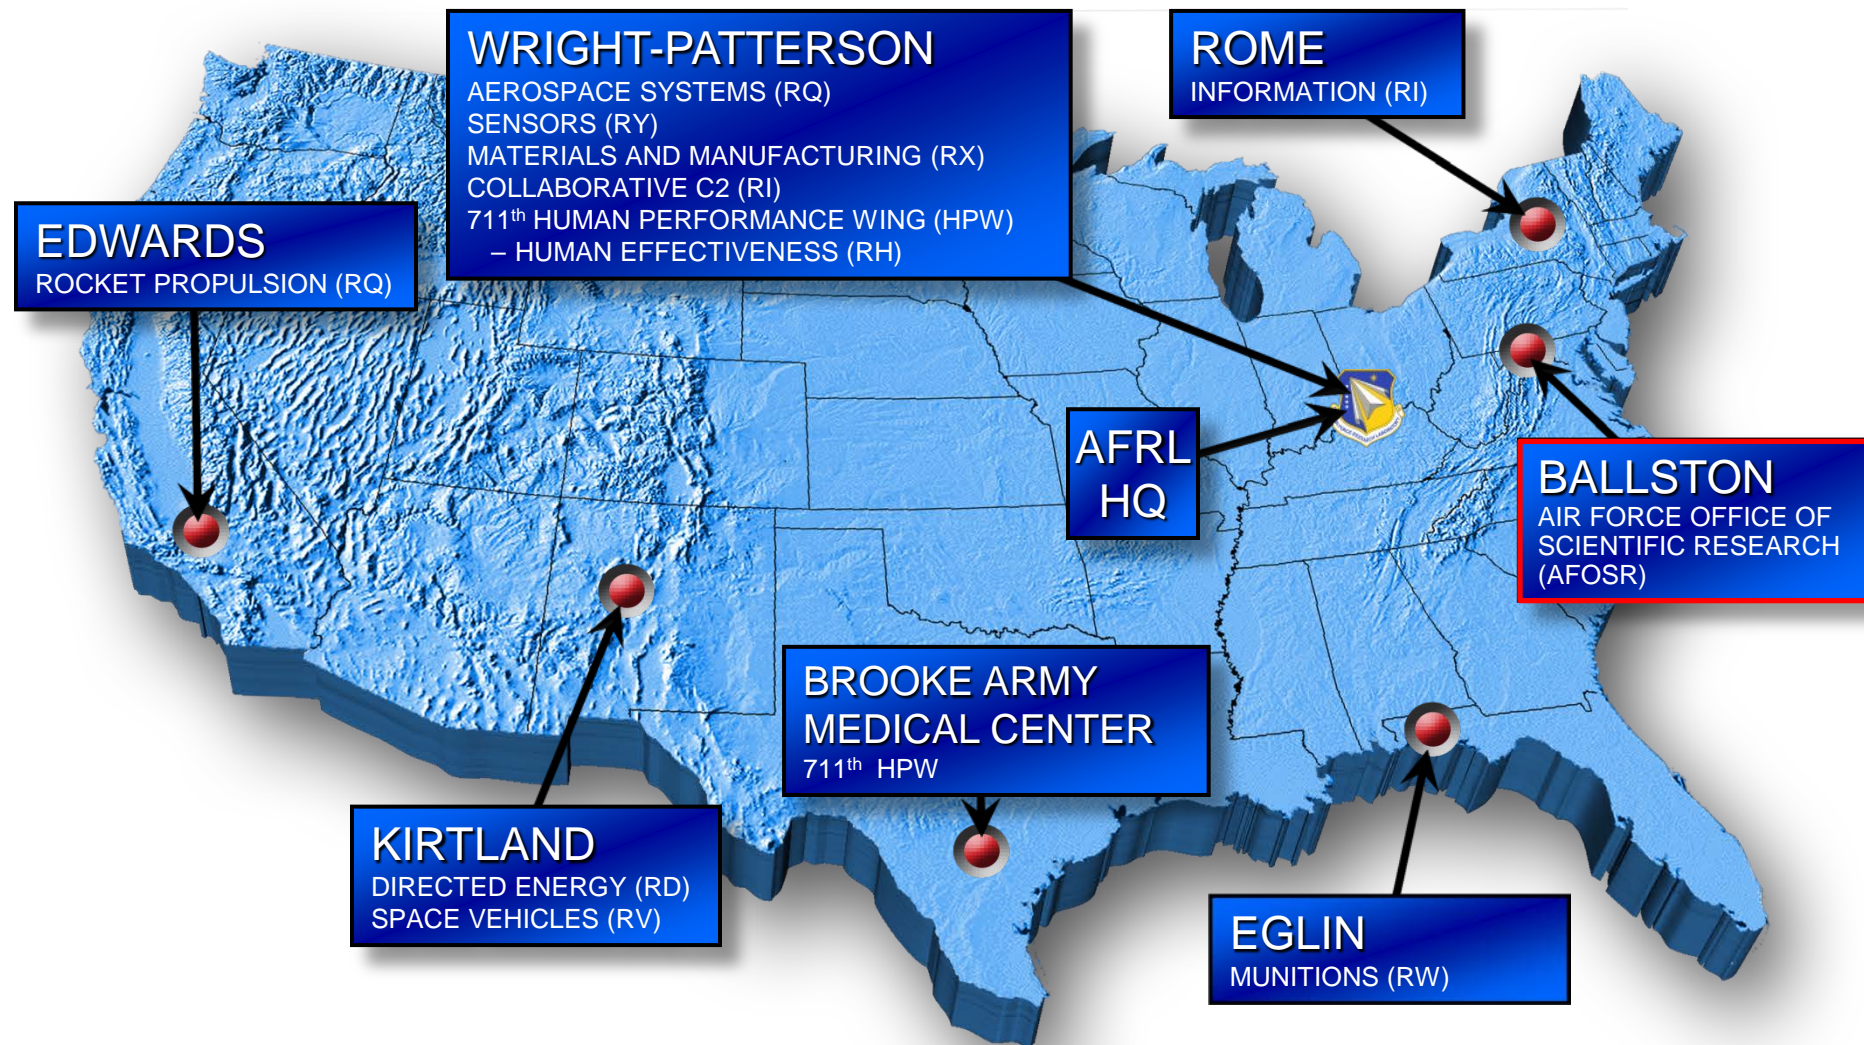 WRIGHT-PATTERSON
AEROSPACE SYSTEMS (RQ)
SENSORS (RY)
MATERIALS AND MANUFACTURING (RX)
COLLABORATIVE C2 (RI)
711th HUMAN PERFORMANCE WING (HPW)
– HUMAN EFFECTIVENESS (RH)
ROME
INFORMATION (RI)
EDWARDS
ROCKET PROPULSION (RQ)
AFRL
HQ
BALLSTON
AIR FORCE OFFICE OF
SCIENTIFIC RESEARCH
(AFOSR)
BROOKE ARMY
MEDICAL CENTER
711th HPW
KIRTLAND
DIRECTED ENERGY (RD)
SPACE VEHICLES (RV)
EGLIN
MUNITIONS (RW)